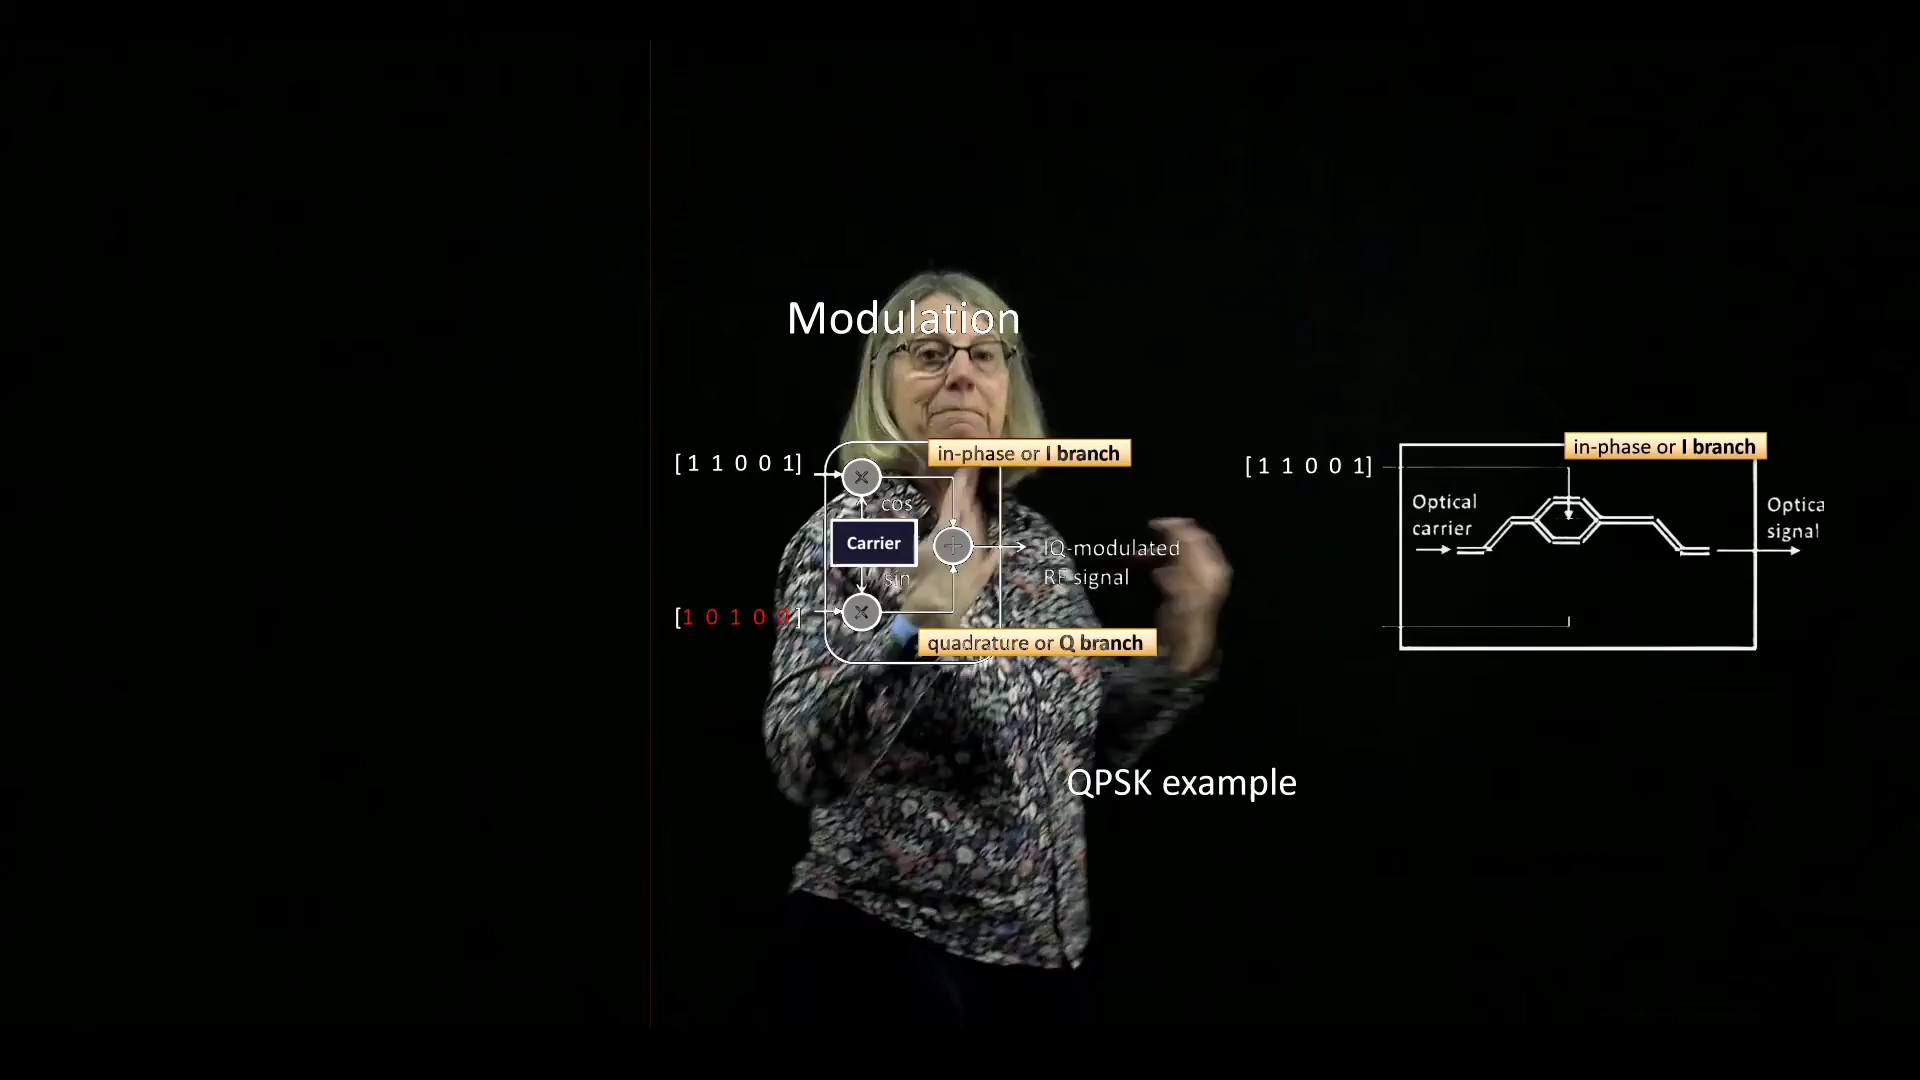 Modulation
[1 1 0 0 1]
in-phase or I branch
cos
Carrier
sin
IQ-modulated
RF signal
[1 0 1 0 0]
quadrature or Q branch
QPSK example
[1 1 0 0 1]
in-phase or I branch
Optical
carrier
Optica
signal